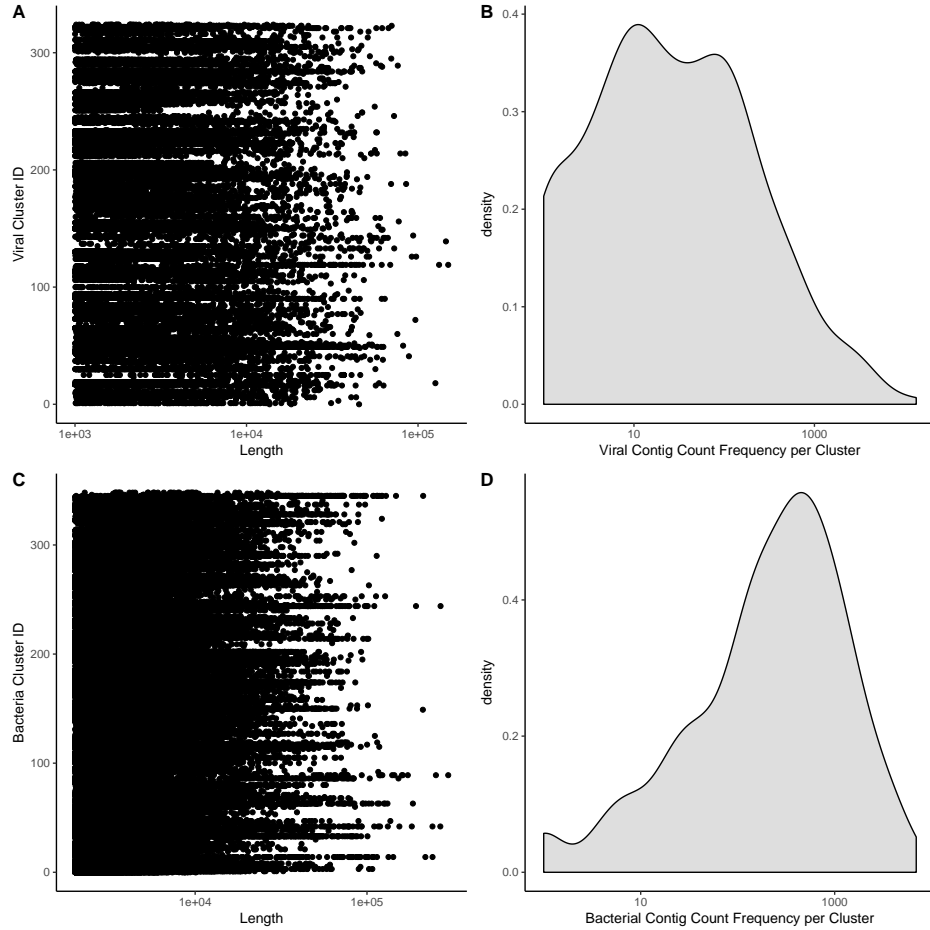 A
Viral Cluster ID
300
200
100
0
1e+03
1e+04
1e+05
Length
B
density
0.4
0.3
0.2
0.1
0.0
10
1000
Viral Contig Count Frequency per Cluster
C
Bacteria Cluster ID
300
200
100
0
1e+04
1e+05
Length
D
density
0.4
0.2
0.0
10
1000
Bacterial Contig Count Frequency per Cluster